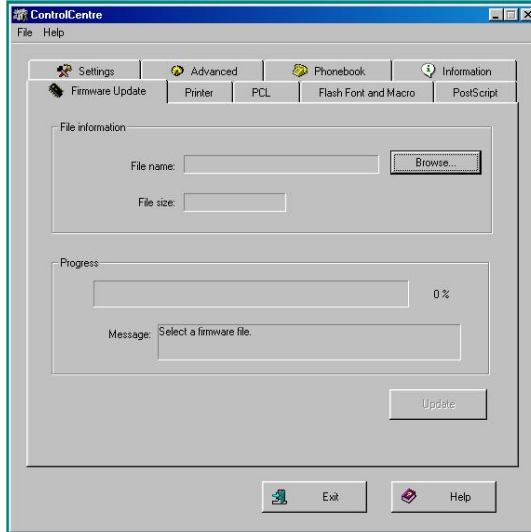 ControlCentre
File Help
Settings Advanced Phonebook Information
Firmware Update Printer PCL Flash Font and Macro PostScript
File information
File name: Browse...
File size:
Progress
0 %
Message: Select a firmware file.
Update
Exit Help